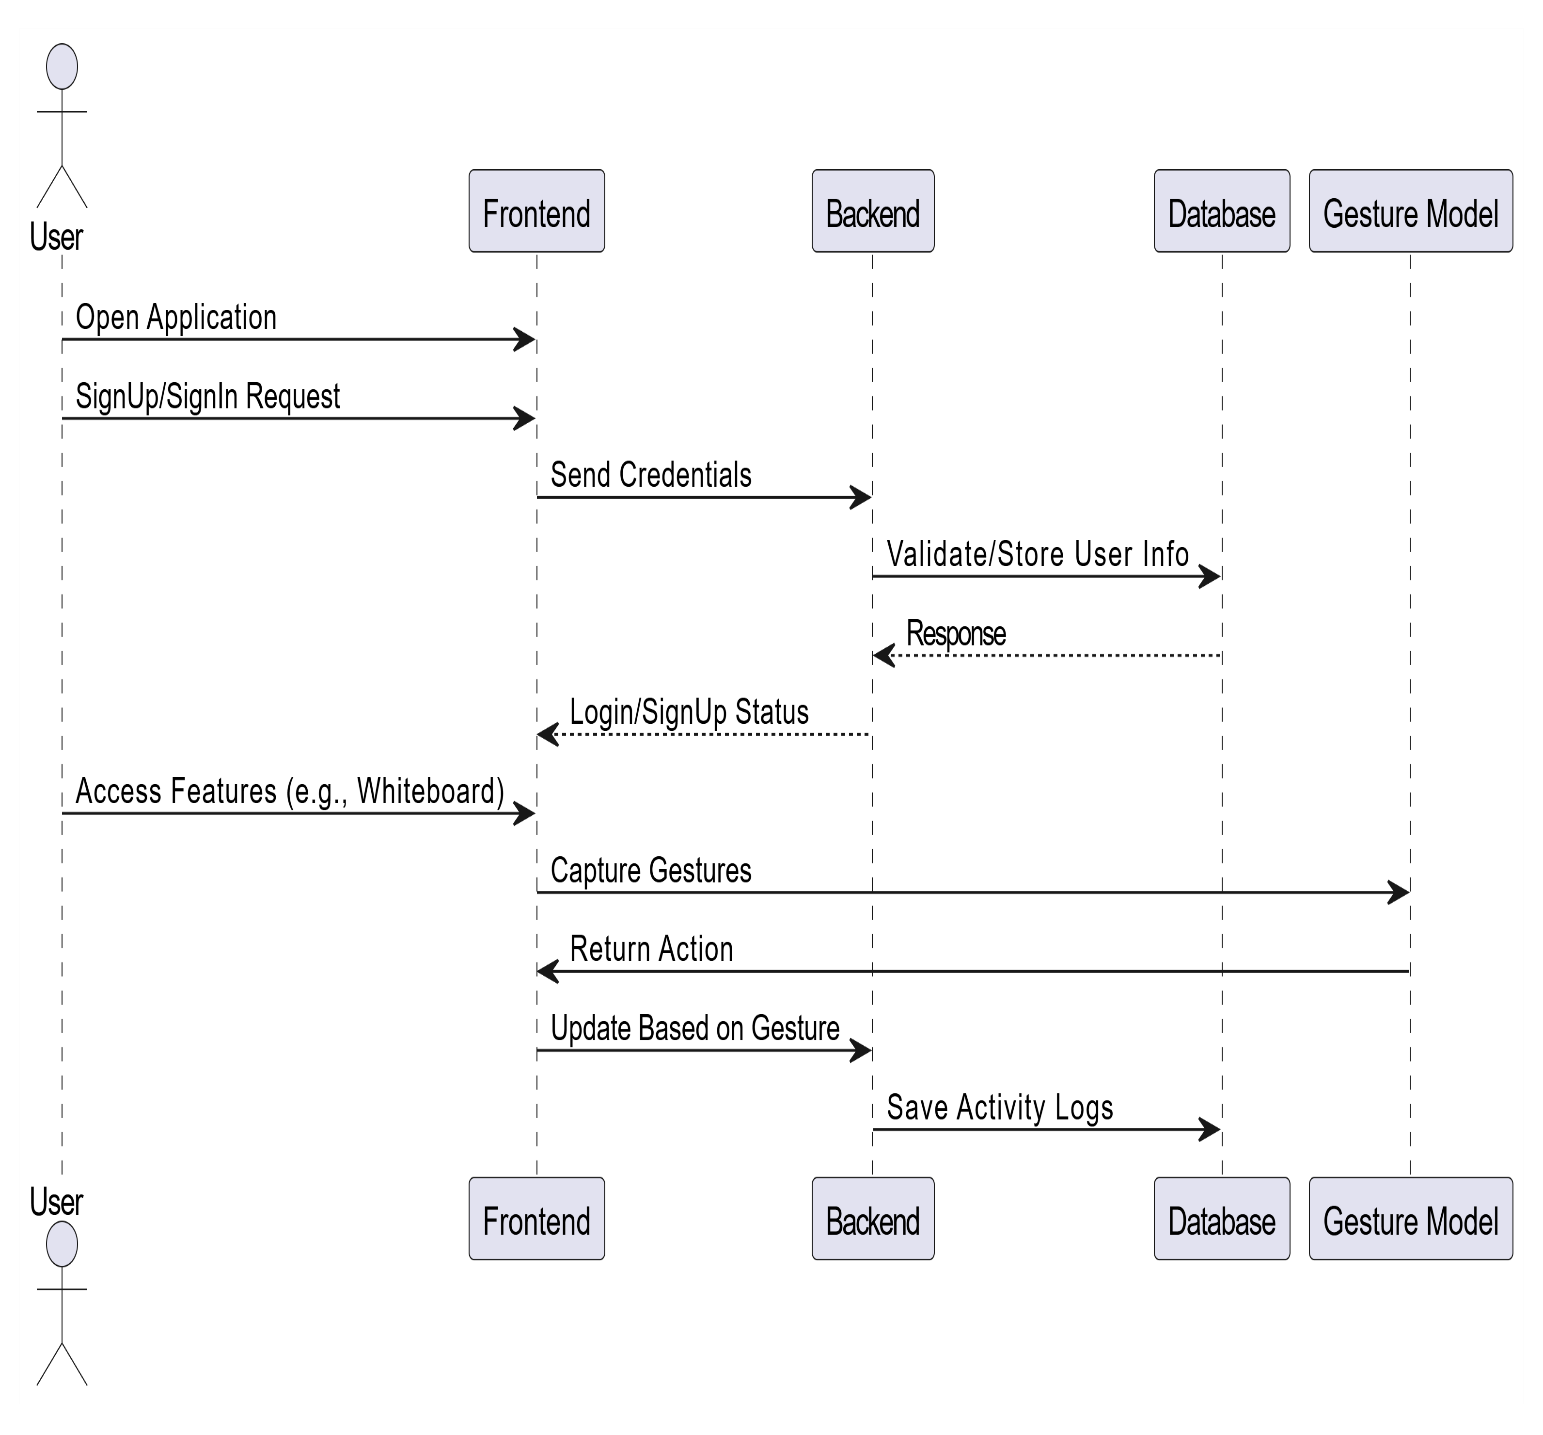 User
Frontend
Backend
Database
Gesture Model
Open Application
SignUp/SignIn Request
Send Credentials
Validate/Store User Info
Response
Login/SignUp Status
Access Features (e.g., Whiteboard)
Capture Gestures
Return Action
Update Based on Gesture
Save Activity Logs
User
Frontend
Backend
Database
Gesture Model